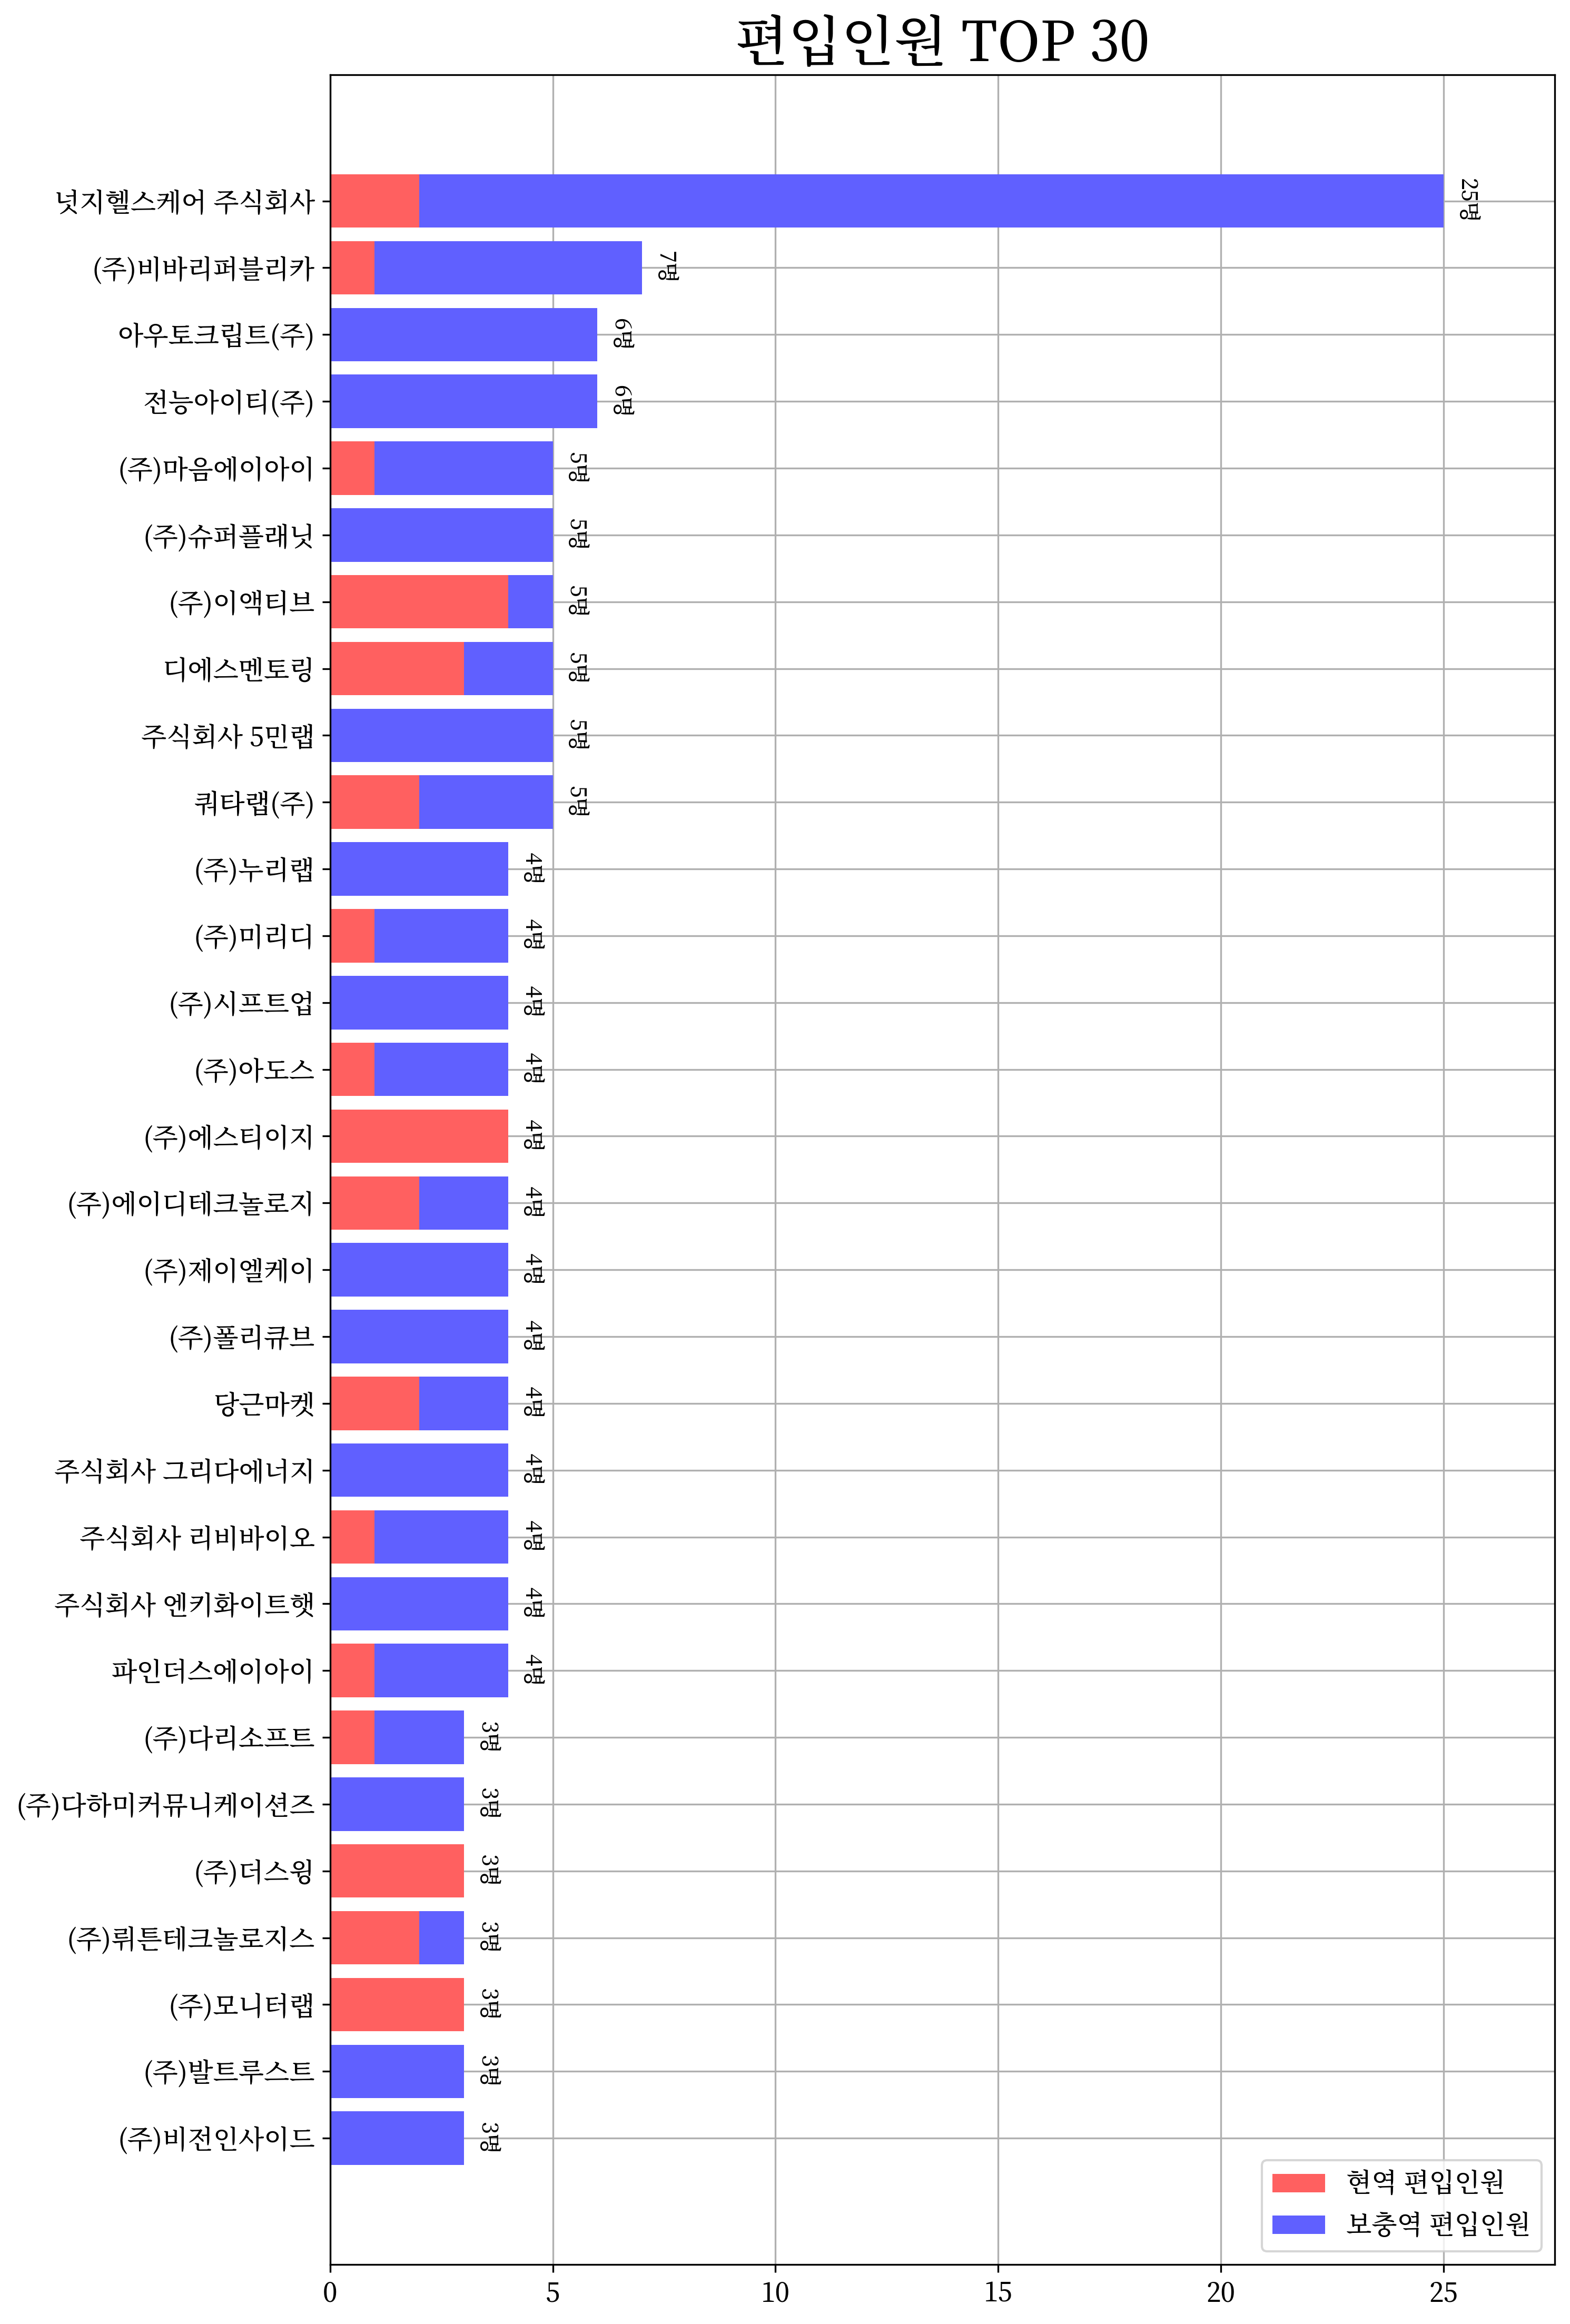 편입인원 TOP 30
넛지헬스케어 주식회사 25명
(주)비바리퍼블리카 7명
아우토크립트(주) 6명
전능아이티(주) 6명
(주)마음에이아이 5명
(주)슈퍼플래닛 5명
(주)이액티브 5명
디에스멘토링 5명
주식회사 5민랩 5명
쿼타랩(주) 5명
(주)누리랩 4명
(주)미리디 4명
(주)시프트업 4명
(주)아도스 4명
(주)에스티이지 4명
(주)에이디테크놀로지 4명
(주)제이엘케이 4명
(주)폴리큐브 4명
당근마켓 4명
주식회사 그리다에너지 4명
주식회사 리비바이오 4명
주식회사 엔키화이트햇 4명
파인더스에이아이 4명
(주)다리소프트 3명
(주)다하미커뮤니케이션즈 3명
(주)더스윙 3명
(주)뤼튼테크놀로지스 3명
(주)모니터랩 3명
(주)발트루스트 3명
(주)비전인사이드 3명
현역 편입인원
보충역 편입인원
0 5 10 15 20 25